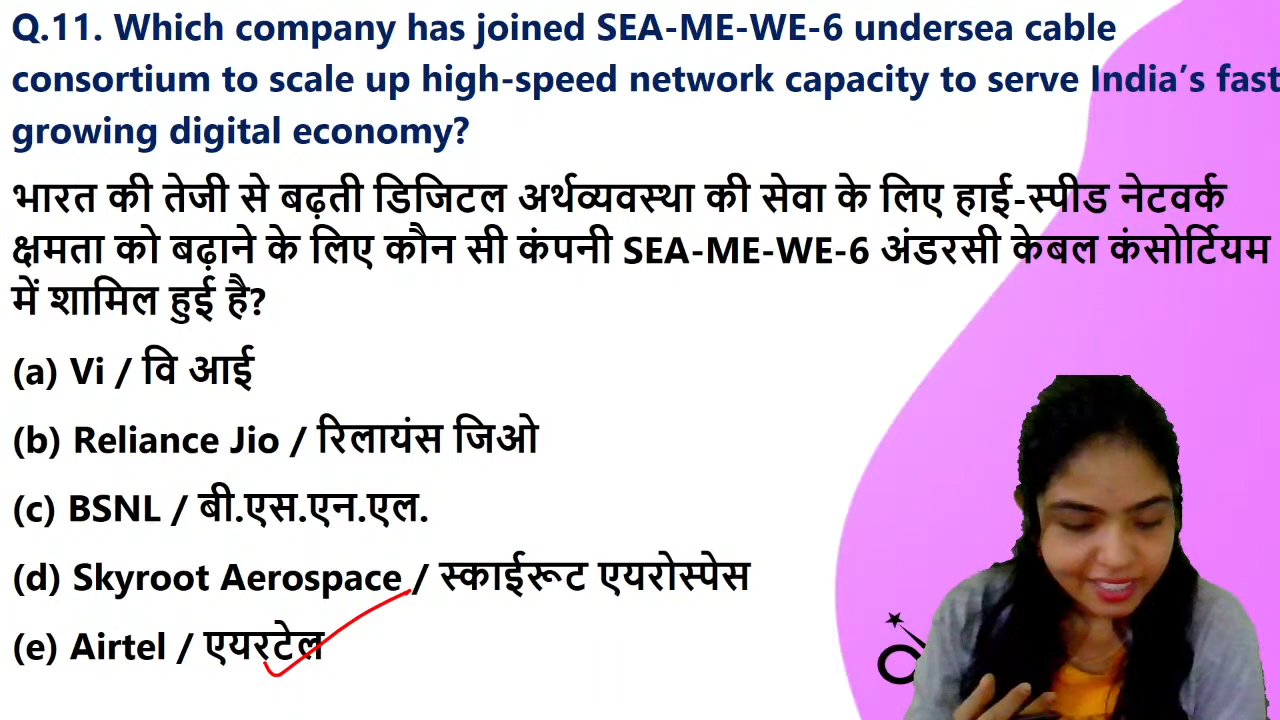 Q.11. Which company has joined SEA-ME-WE-6 undersea cable
consortium to scale up high-speed network capacity to serve India’s fast
growing digital economy?
भारत की तेजी से बढ़ती डिजिटल अर्थव्यवस्था की सेवा के लिए हाई-स्पीड नेटवर्क
क्षमता को बढ़ाने के लिए कौन सी कंपनी SEA-ME-WE-6 अंडरसी केबल कंसोर्टियम
में शामिल हुई है?
(a) Vi / वि आई
(b) Reliance Jio / रिलायंस जिओ
(c) BSNL / बी.एस.एन.एल.
(d) Skyroot Aerospace / स्काईरूट एयरोस्पेस
(e) Airtel / एयरटेल